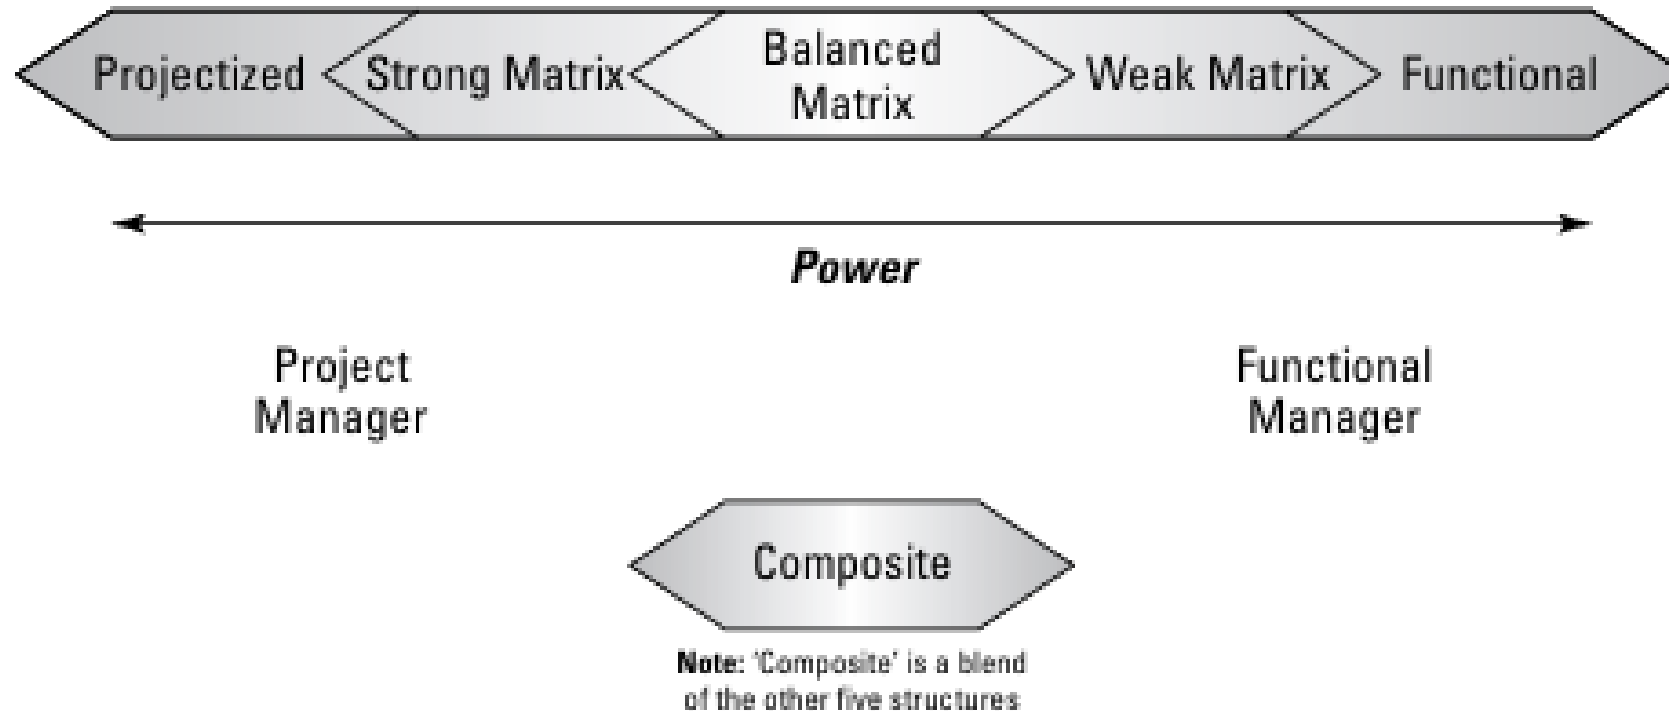 Projectized
Strong Matrix
Balanced
Matrix
Weak Matrix
Functional
Power
Project
Manager
Functional
Manager
Composite
Note: 'Composite' is a blend
of the other five structures